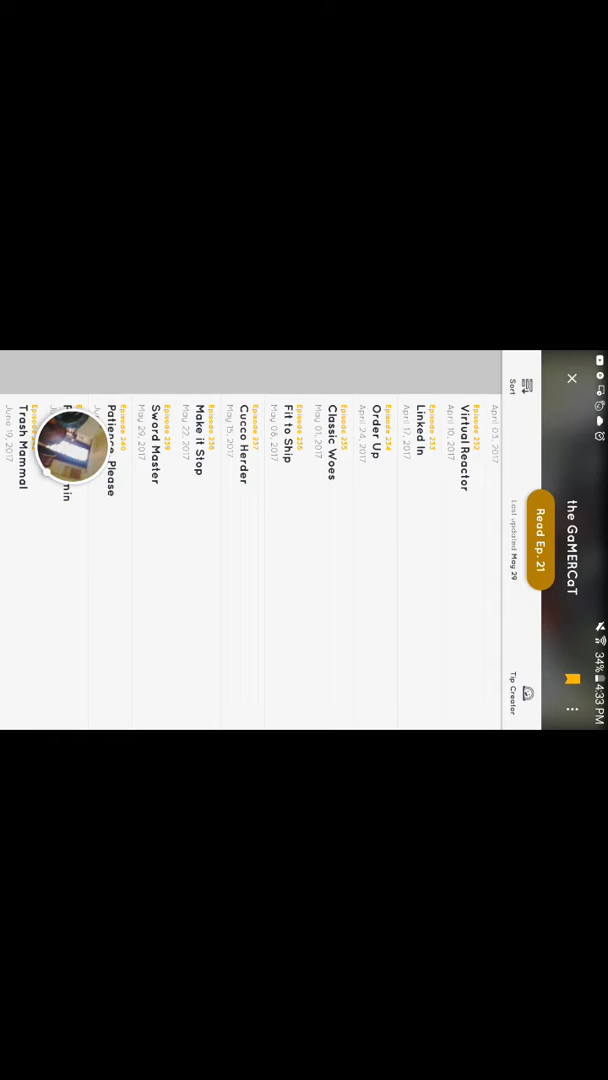 34% 4:33 PM
the GaMERCaT
Read Ep. 21
Sort
Last updated May 29
Tip Creator
April 03, 2017
Episode 232
Virtual Reactor
April 10, 2017
Episode 233
Linked In
April 17, 2017
Episode 234
Order Up
April 24, 2017
Episode 235
Classic Woes
May 01, 2017
Episode 236
Fit to Ship
May 08, 2017
Episode 237
Cucco Herder
May 15, 2017
Episode 238
Make it Stop
May 22, 2017
Episode 239
Sword Master
May 29, 2017
Episode 240
Patience, Please
Trash Mammal
June 19, 2017